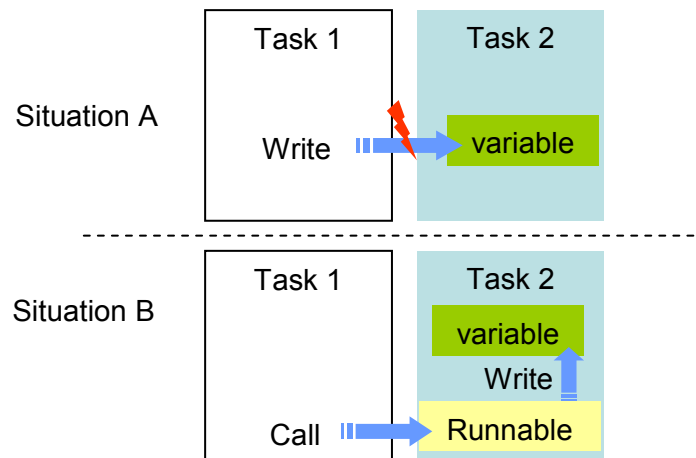 Task 1
Task 2
Situation A
Write
variable
Task 1
Task 2
Situation B
variable
Write
Call
Runnable